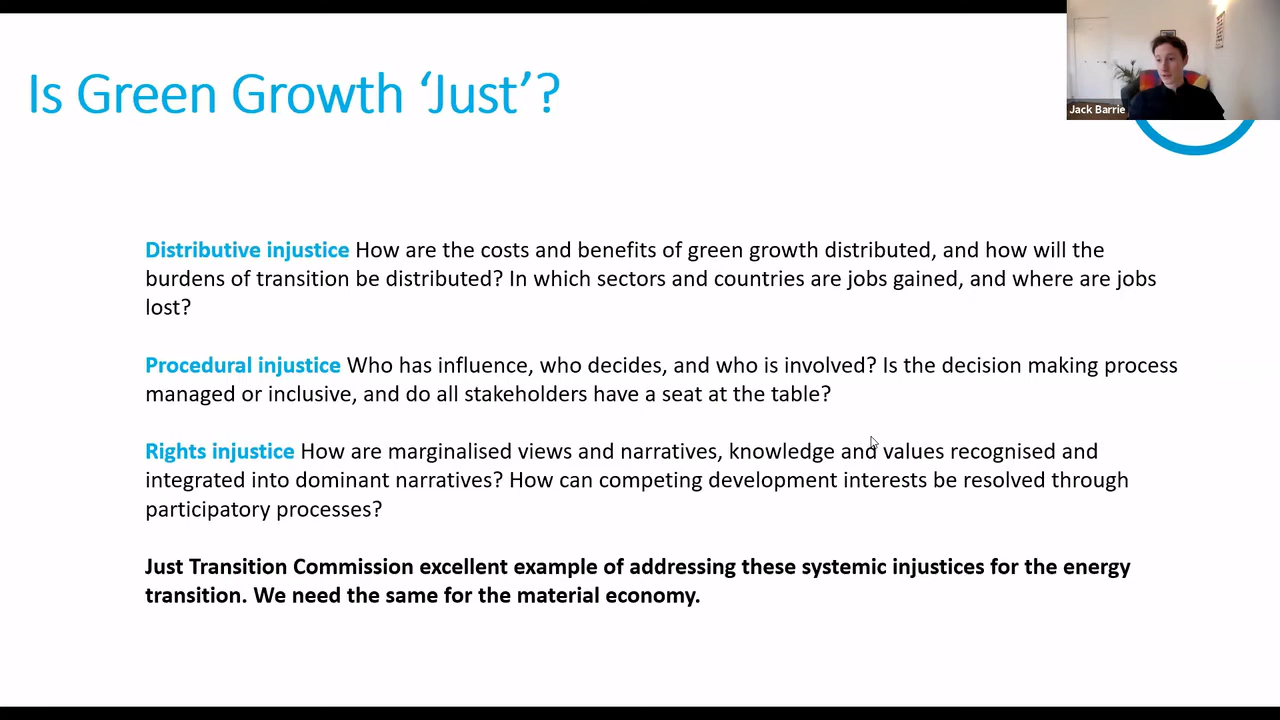 Is Green Growth ‘Just’?
Jack Barrie
Distributive injustice How are the costs and benefits of green growth distributed, and how will the
burdens of transition be distributed? In which sectors and countries are jobs gained, and where are jobs
lost?
Procedural injustice Who has influence, who decides, and who is involved? Is the decision making process
managed or inclusive, and do all stakeholders have a seat at the table?
Rights injustice How are marginalised views and narratives, knowledge and values recognised and
integrated into dominant narratives? How can competing development interests be resolved through
participatory processes?
Just Transition Commission excellent example of addressing these systemic injustices for the energy
transition. We need the same for the material economy.